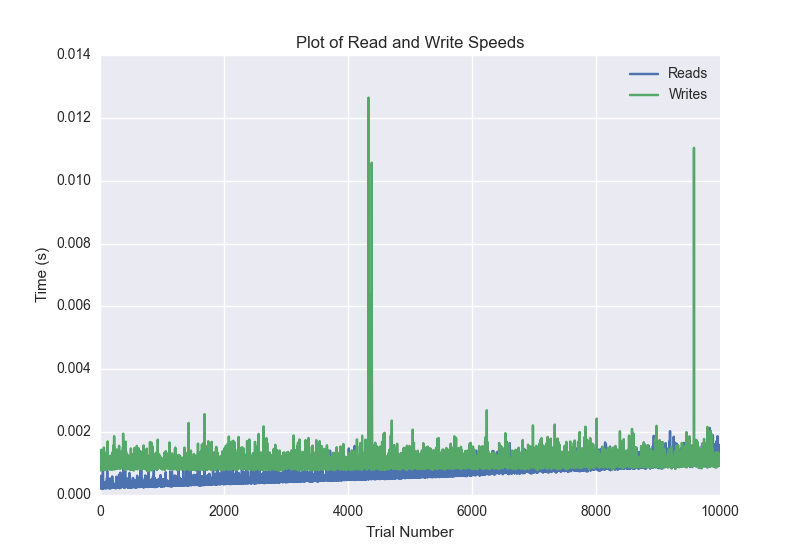 Plot of Read and Write Speeds
Reads
Writes
0.014
0.012
0.010
0.008
0.006
0.004
0.002
0.000
Time (s)
0 2000 4000 6000 8000 10000
Trial Number